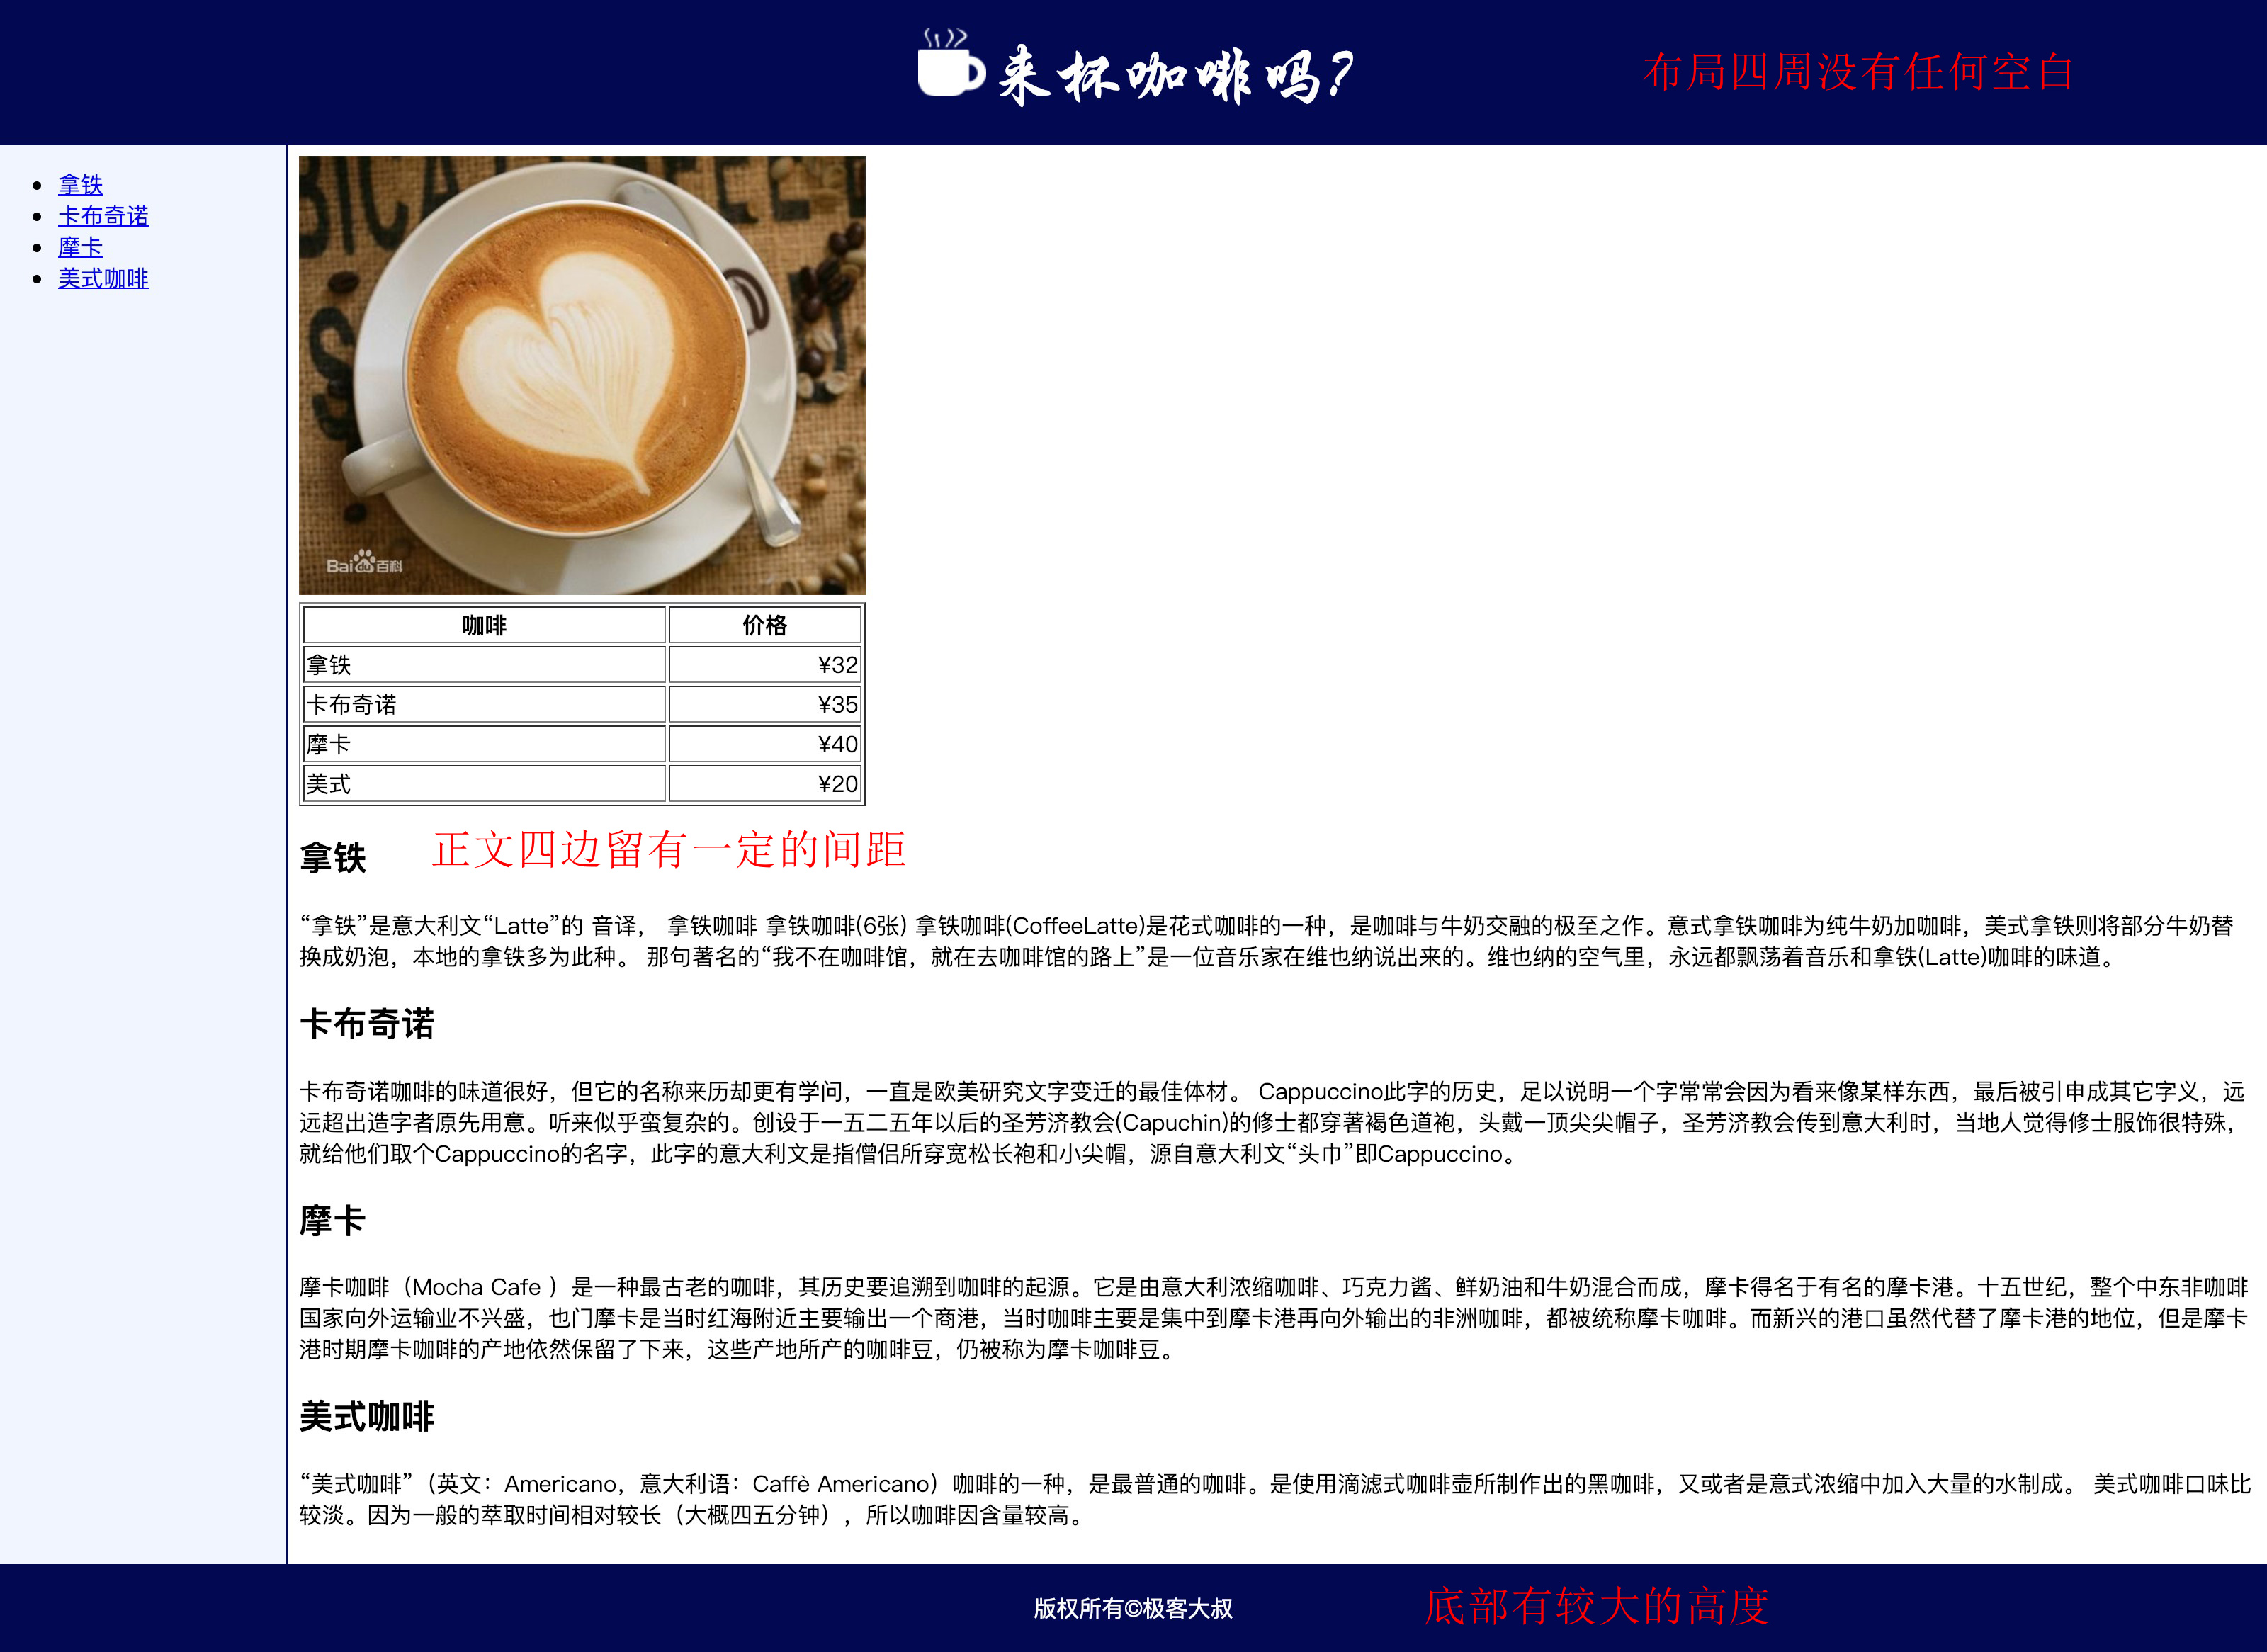 来杯咖啡吗?
布局四周没有任何空白
拿铁
卡布奇诺
摩卡
美式咖啡
Bai du 百科
咖啡 价格
拿铁 ¥32
卡布奇诺 ¥35
摩卡 ¥40
美式 ¥20
拿铁
正文四边留有一定的间距
“拿铁”是意大利文“Latte”的 音译， 拿铁咖啡 拿铁咖啡(6张) 拿铁咖啡(CoffeeLatte)是花式咖啡的一种，是咖啡与牛奶交融的极至之作。意式拿铁咖啡为纯牛奶加咖啡，美式拿铁则将部分牛奶替
换成奶泡，本地的拿铁多为此种。 那句著名的“我不在咖啡馆，就在去咖啡馆的路上”是一位音乐家在维也纳说出来的。维也纳的空气里，永远都飘荡着音乐和拿铁(Latte)咖啡的味道。
卡布奇诺
卡布奇诺咖啡的味道很好，但它的名称来历却更有学问，一直是欧美研究文字变迁的最佳体材。 Cappuccino此字的历史，足以说明一个字常常会因为看来像某样东西，最后被引申成其它字义，远
远超出造字者原先用意。听来似乎蛮复杂的。创设于一五二五年以后的圣芳济教会(Capuchin)的修士都穿著褐色道袍，头戴一顶尖尖帽子，圣芳济教会传到意大利时，当地人觉得修士服饰很特殊，
就给他们取个Cappuccino的名字，此字的意大利文是指僧侣所穿宽松长袍和小尖帽，源自意大利文“头巾”即Cappuccino。
摩卡
摩卡咖啡（Mocha Cafe ）是一种最古老的咖啡，其历史要追溯到咖啡的起源。它是由意大利浓缩咖啡、巧克力酱、鲜奶油和牛奶混合而成，摩卡得名于有名的摩卡港。十五世纪，整个中东非咖啡
国家向外运输业不兴盛，也门摩卡是当时红海附近主要输出一个商港，当时咖啡主要是集中到摩卡港再向外输出的非洲咖啡，都被统称摩卡咖啡。而新兴的港口虽然代替了摩卡港的地位，但是摩卡
港时期摩卡咖啡的产地依然保留了下来，这些产地所产的咖啡豆，仍被称为摩卡咖啡豆。
美式咖啡
“美式咖啡”（英文：Americano，意大利语：Caffè Americano）咖啡的一种，是最普通的咖啡。是使用滴滤式咖啡壶所制作出的黑咖啡，又或者是意式浓缩中加入大量的水制成。 美式咖啡口味比
较淡。因为一般的萃取时间相对较长（大概四五分钟），所以咖啡因含量较高。
版权所有©极客大叔
底部有较大的高度